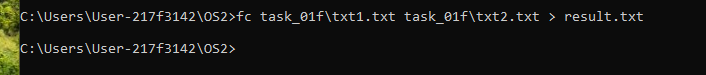 C:\Users\User-217f3142\OS2>fc task_01f\txt1.txt task_01f\txt2.txt > result.txt
C:\Users\User-217f3142\OS2>